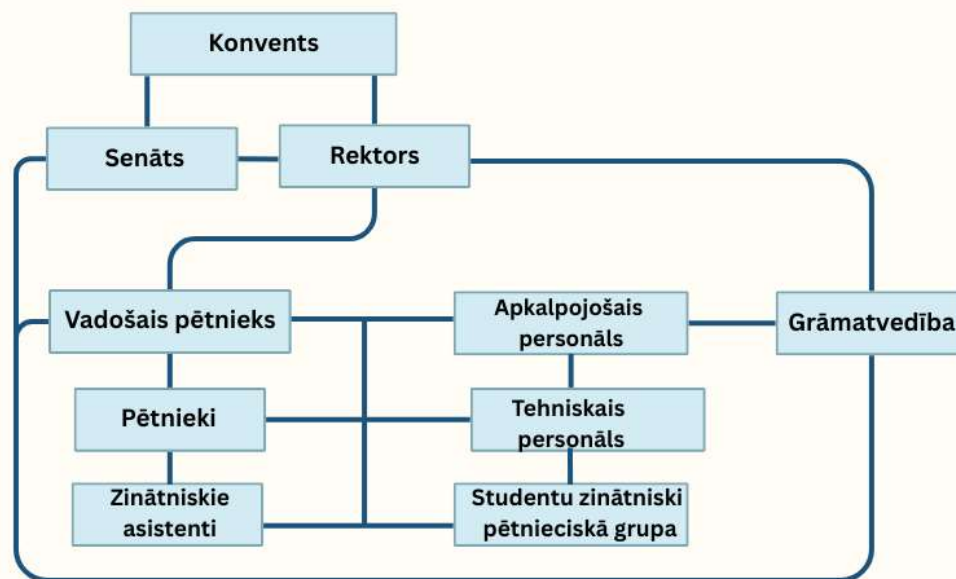 Konvents
Senāts
Rektors
Vadošais pētnieks
Apkalpojošais
personāls
Grāmatvedība
Pētnieki
Tehniskais
personāls
Zinātniskie
asistenti
Studentu zinātniski
pētnieciskā grupa